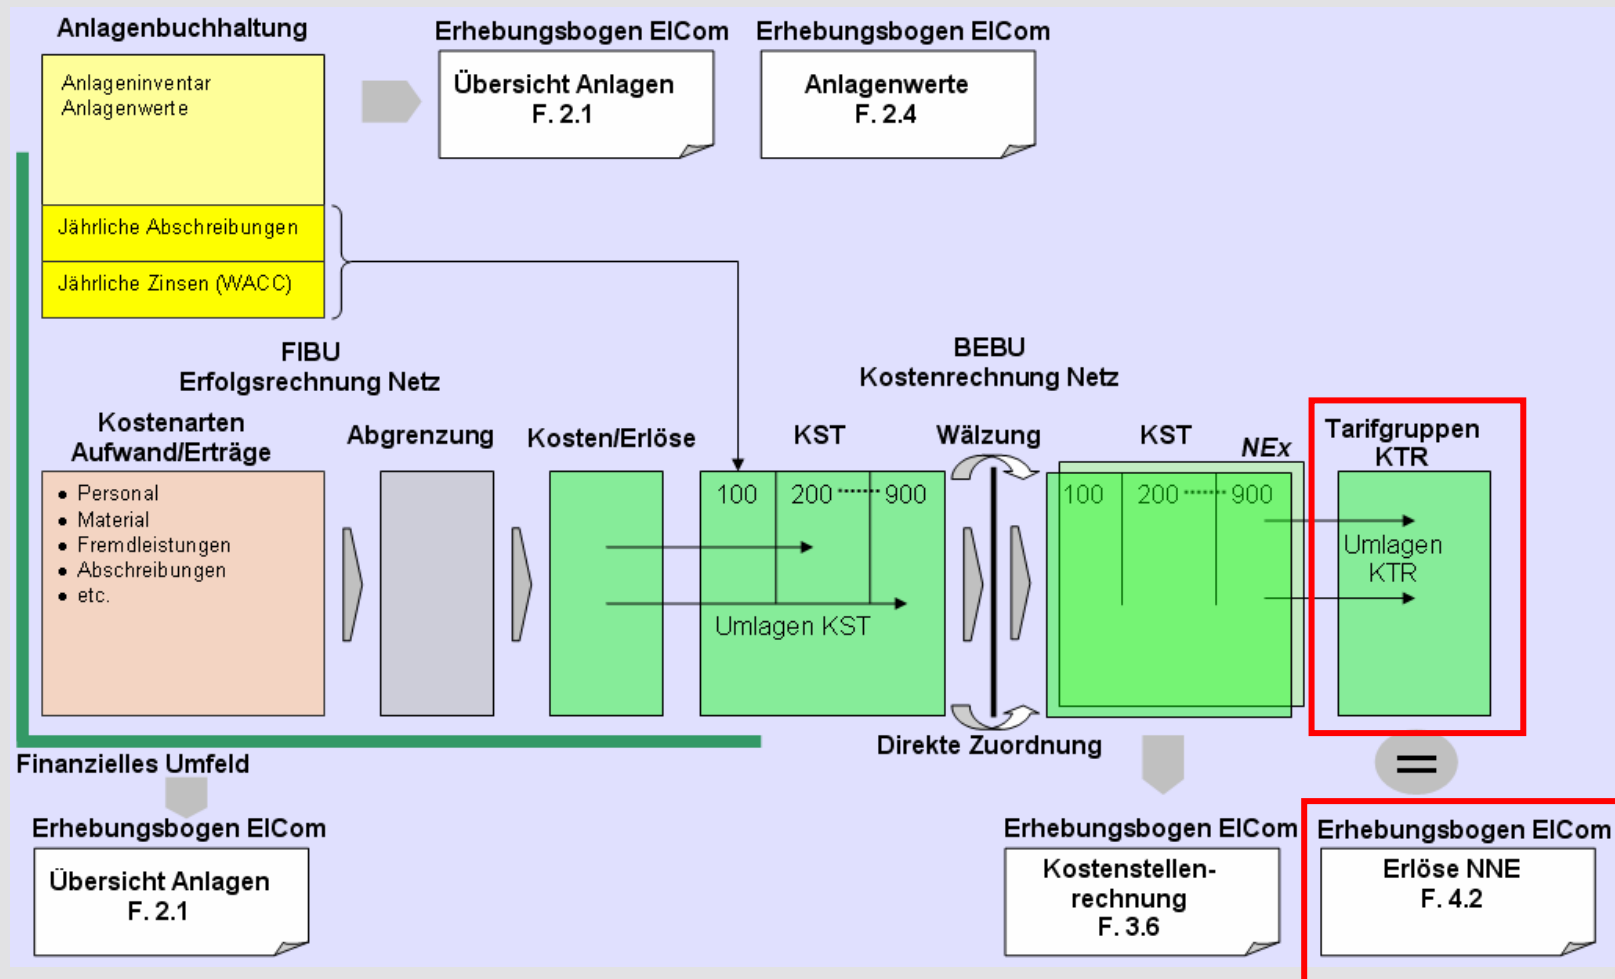 Anlagenbuchhaltung
Anlageninventar
Anlagenwerte
Jährliche Abschreibungen
Jährliche Zinsen (WACC)
Erhebungsbogen ElCom
Übersicht Anlagen
F. 2.1
Erhebungsbogen ElCom
Anlagenwerte
F. 2.4
FIBU
Erfolgsrechnung Netz
BEBU
Kostenrechnung Netz
Kostenarten
Aufwand/Erträge
• Personal
• Material
• Fremdleistungen
• Abschreibungen
• etc.
Abgrenzung
Kosten/Erlöse
KST
100 200 ······· 900
Umlagen KST
Wälzung
Direkte Zuordnung
KST
NEx
100 200 ······· 900
Tarifgruppen
KTR
Umlagen
KTR
=
Finanzielles Umfeld
Erhebungsbogen ElCom
Übersicht Anlagen
F. 2.1
Erhebungsbogen ElCom
Kostenstellen-
rechnung
F. 3.6
Erhebungsbogen ElCom
Erlöse NNE
F. 4.2